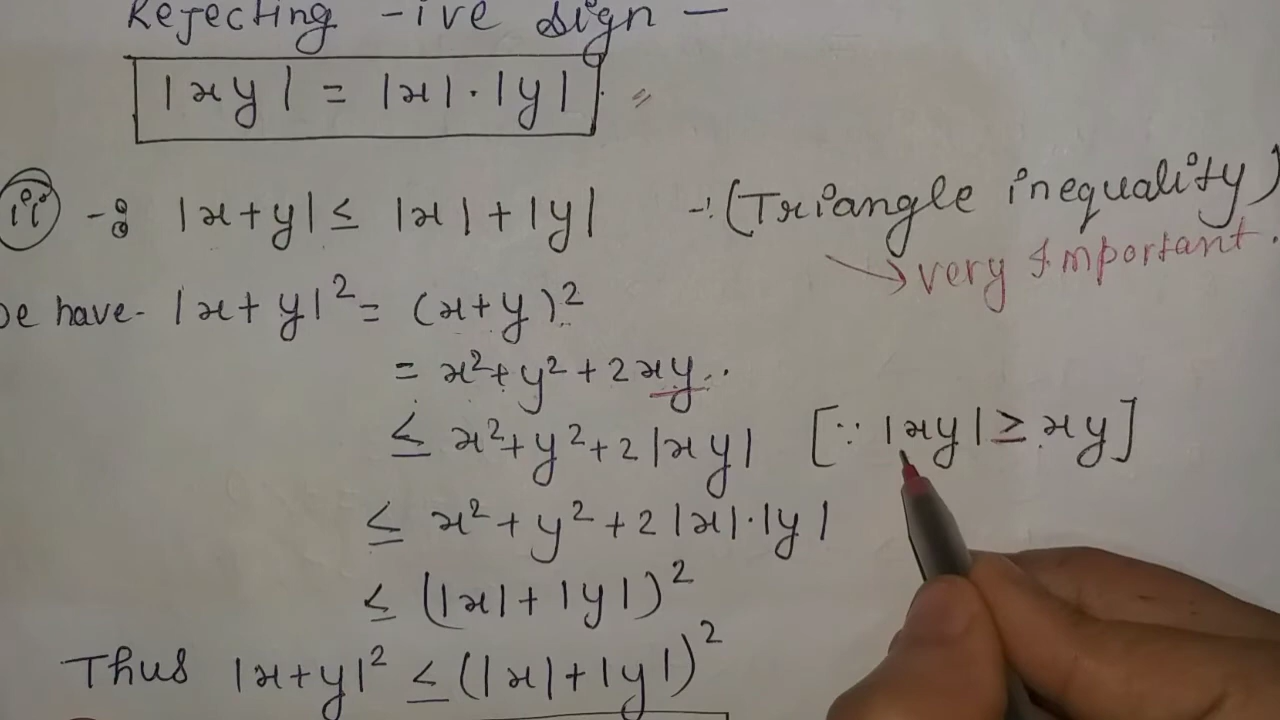 Rejecting -ive sign -
|xy| = |x|·|y|
(ii) -: |x+y| ≤ |x|+|y| -: (Triangle inequality)
→ very Important.
we have- |x+y|² = (x+y)²
= x²+y²+2xy
≤ x²+y²+2|xy| [∵ |xy| ≥ xy]
≤ x²+y²+2|x|·|y|
≤ (|x|+|y|)²
Thus |x+y|² ≤ (|x|+|y|)²